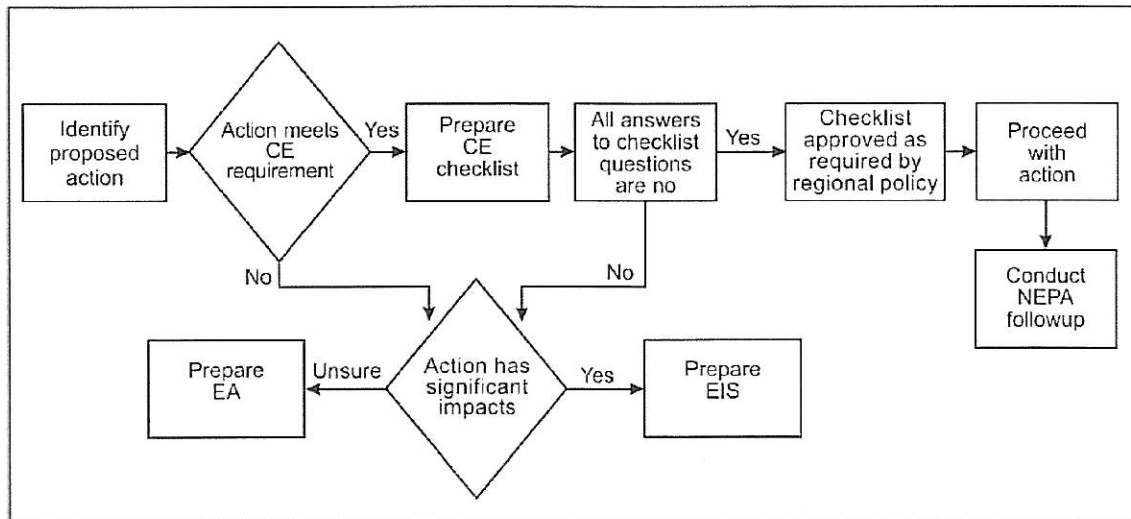 Identify
proposed
action
Action meets
CE
requirement
Yes
Prepare
CE
checklist
All answers
to checklist
questions
are no
Yes
Checklist
approved as
required by
regional policy
Proceed
with
action
No
No
Conduct
NEPA
followup
Prepare
EA
Unsure
Action has
significant
impacts
Yes
Prepare
EIS